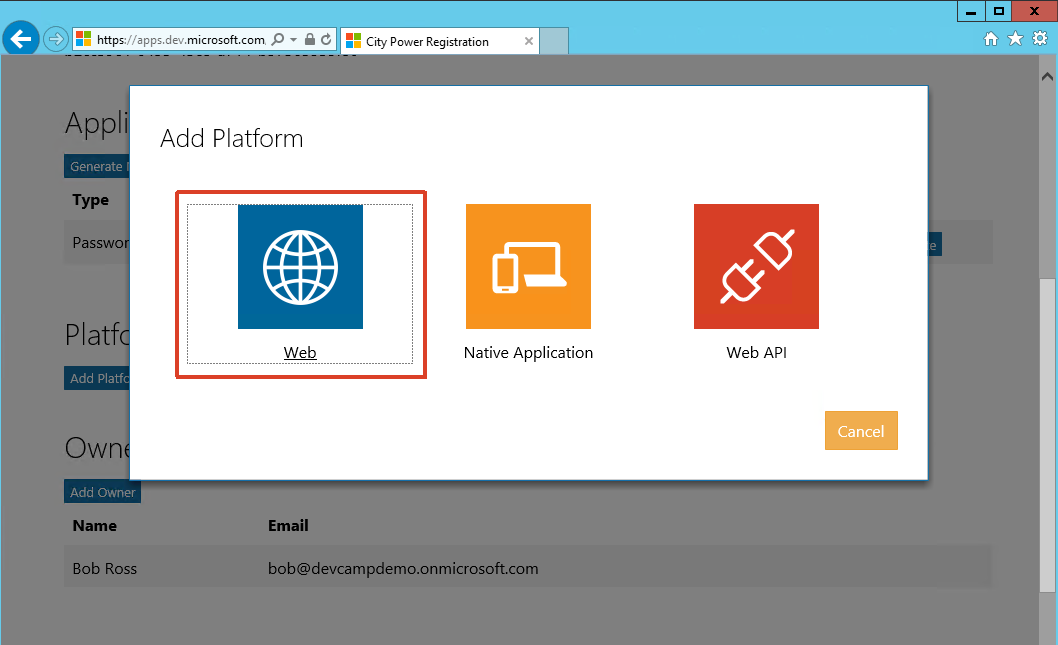 https://apps.dev.microsoft.com
City Power Registration
Add Platform
Appli
Generate
Type
Passwor
e
Web
Native Application
Web API
Platfo
Add Platfo
Cancel
Owne
Add Owner
Name Email
Bob Ross bob@devcampdemo.onmicrosoft.com